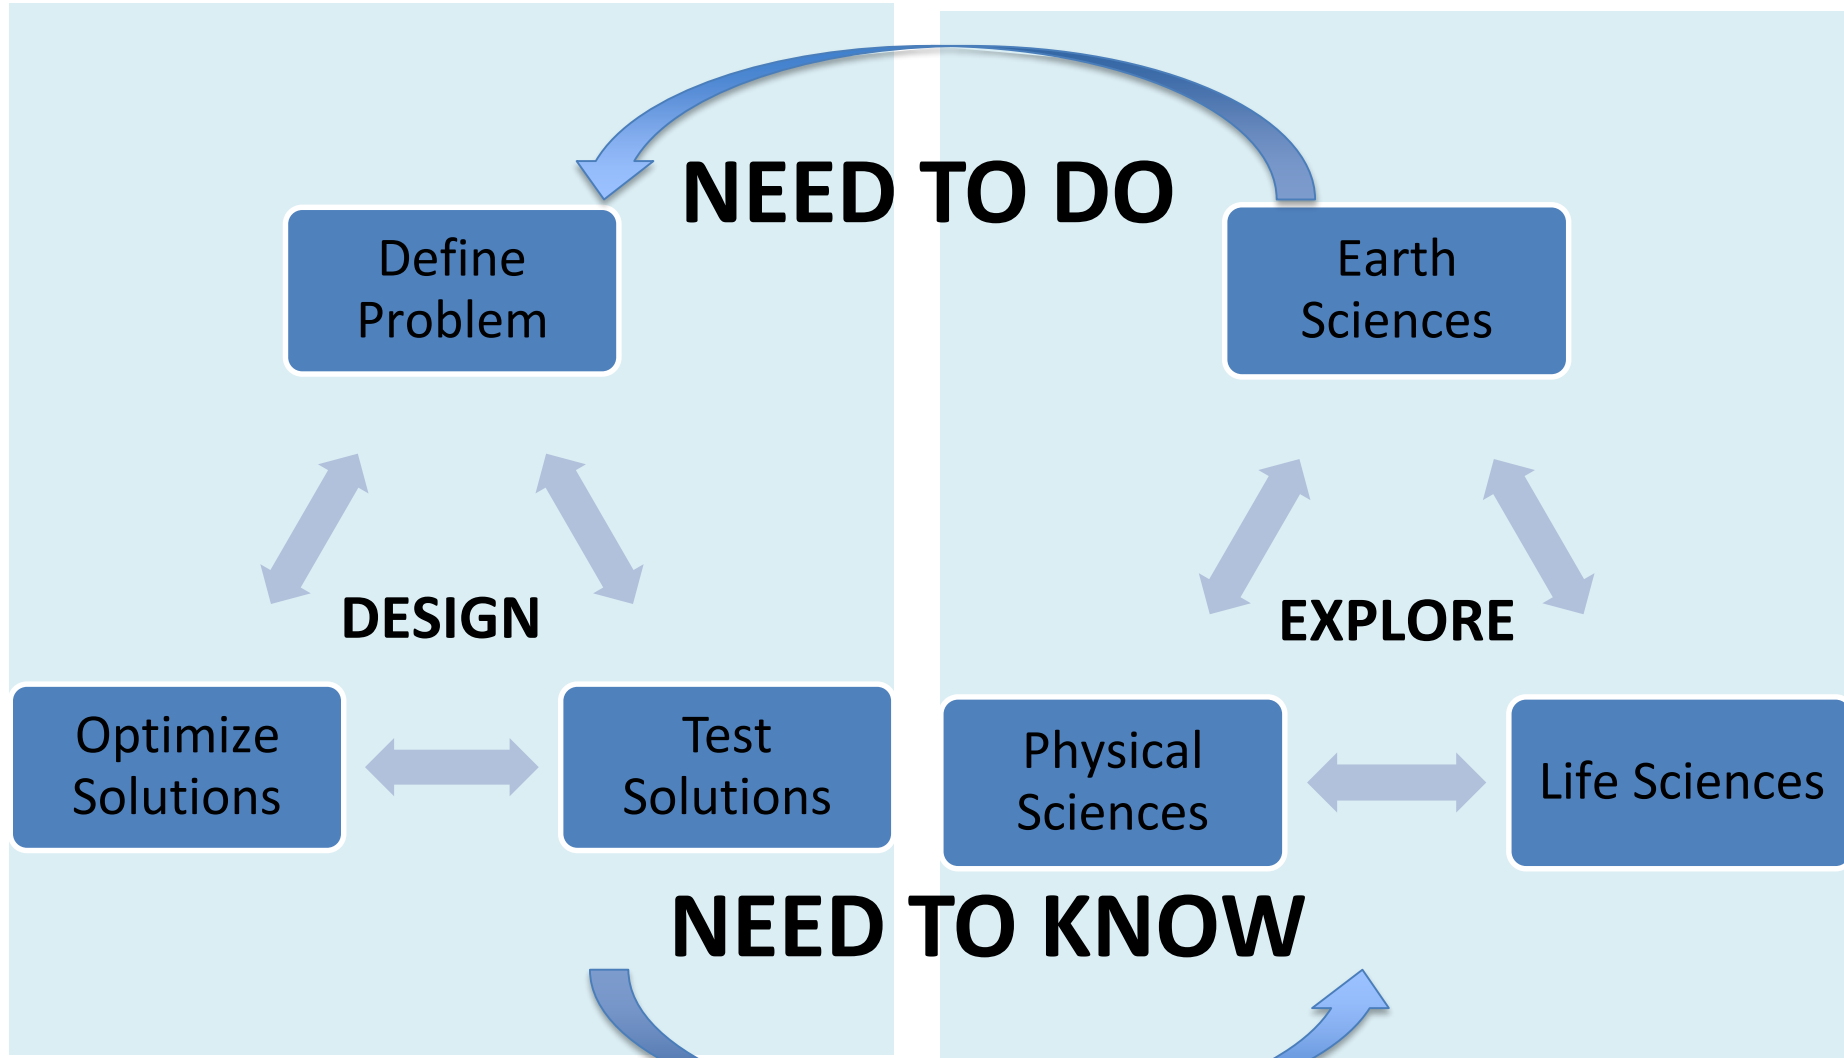 NEED TO DO
Define
Problem
Earth
Sciences
DESIGN
EXPLORE
Optimize
Solutions
Test
Solutions
Physical
Sciences
Life Sciences
NEED TO KNOW